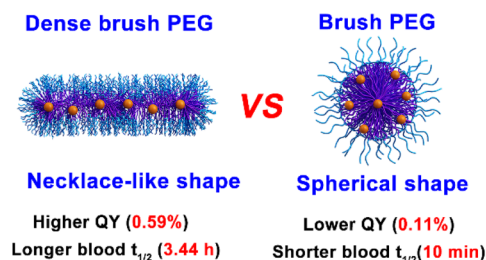 Dense brush PEG
Brush PEG
VS
Necklace-like shape
Spherical shape
Higher QY (0.59%)
Lower QY (0.11%)
Longer blood t1/2 (3.44 h)
Shorter blood t1/2(10 min)